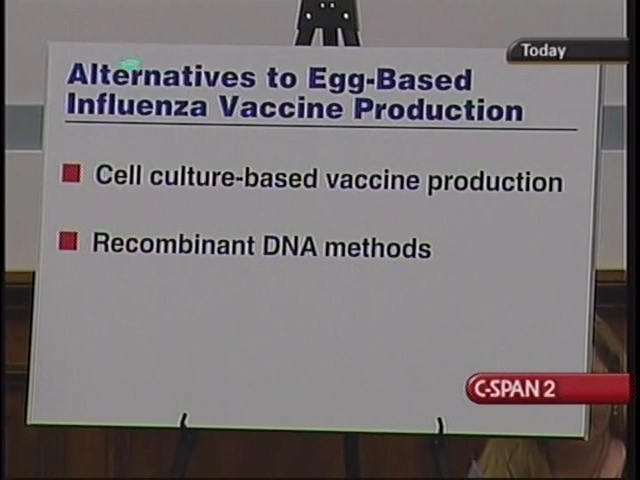 Today
Alternatives to Egg-Based
Influenza Vaccine Production
Cell culture-based vaccine production
Recombinant DNA methods
C-SPAN 2